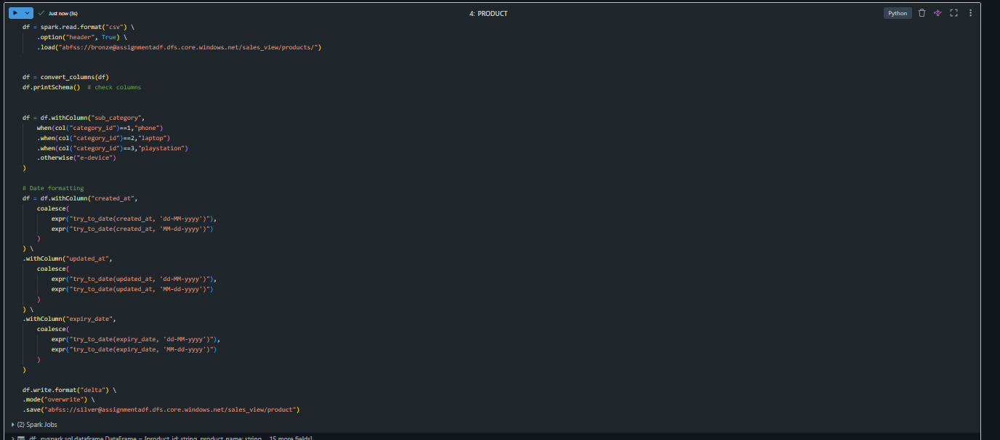 Just now (3s)
4: PRODUCT
Python
df = spark.read.format("csv") \
.option("header", True) \
.load("abfss://bronze@assignmentadf.dfs.core.windows.net/sales_view/products/")
df = convert_columns(df)
df.printSchema()  # check columns
df = df.withColumn("sub_category",
when(col("category_id")==1,"phone")
.when(col("category_id")==2,"laptop")
.when(col("category_id")==3,"playstation")
.otherwise("e-device")
)
# Date formatting
df = df.withColumn("created_at",
coalesce(
expr("try_to_date(created_at, 'dd-MM-yyyy')"),
expr("try_to_date(created_at, 'MM-dd-yyyy')")
)
) \
.withColumn("updated_at",
coalesce(
expr("try_to_date(updated_at, 'dd-MM-yyyy')"),
expr("try_to_date(updated_at, 'MM-dd-yyyy')")
)
) \
.withColumn("expiry_date",
coalesce(
expr("try_to_date(expiry_date, 'dd-MM-yyyy')"),
expr("try_to_date(expiry_date, 'MM-dd-yyyy')")
)
)
df.write.format("delta") \
.mode("overwrite") \
.save("abfss://silver@assignmentadf.dfs.core.windows.net/sales_view/product")
(2) Spark Jobs
df: pyspark.sql.dataframe.DataFrame = [product_id: string, product_name: string ... 15 more fields]